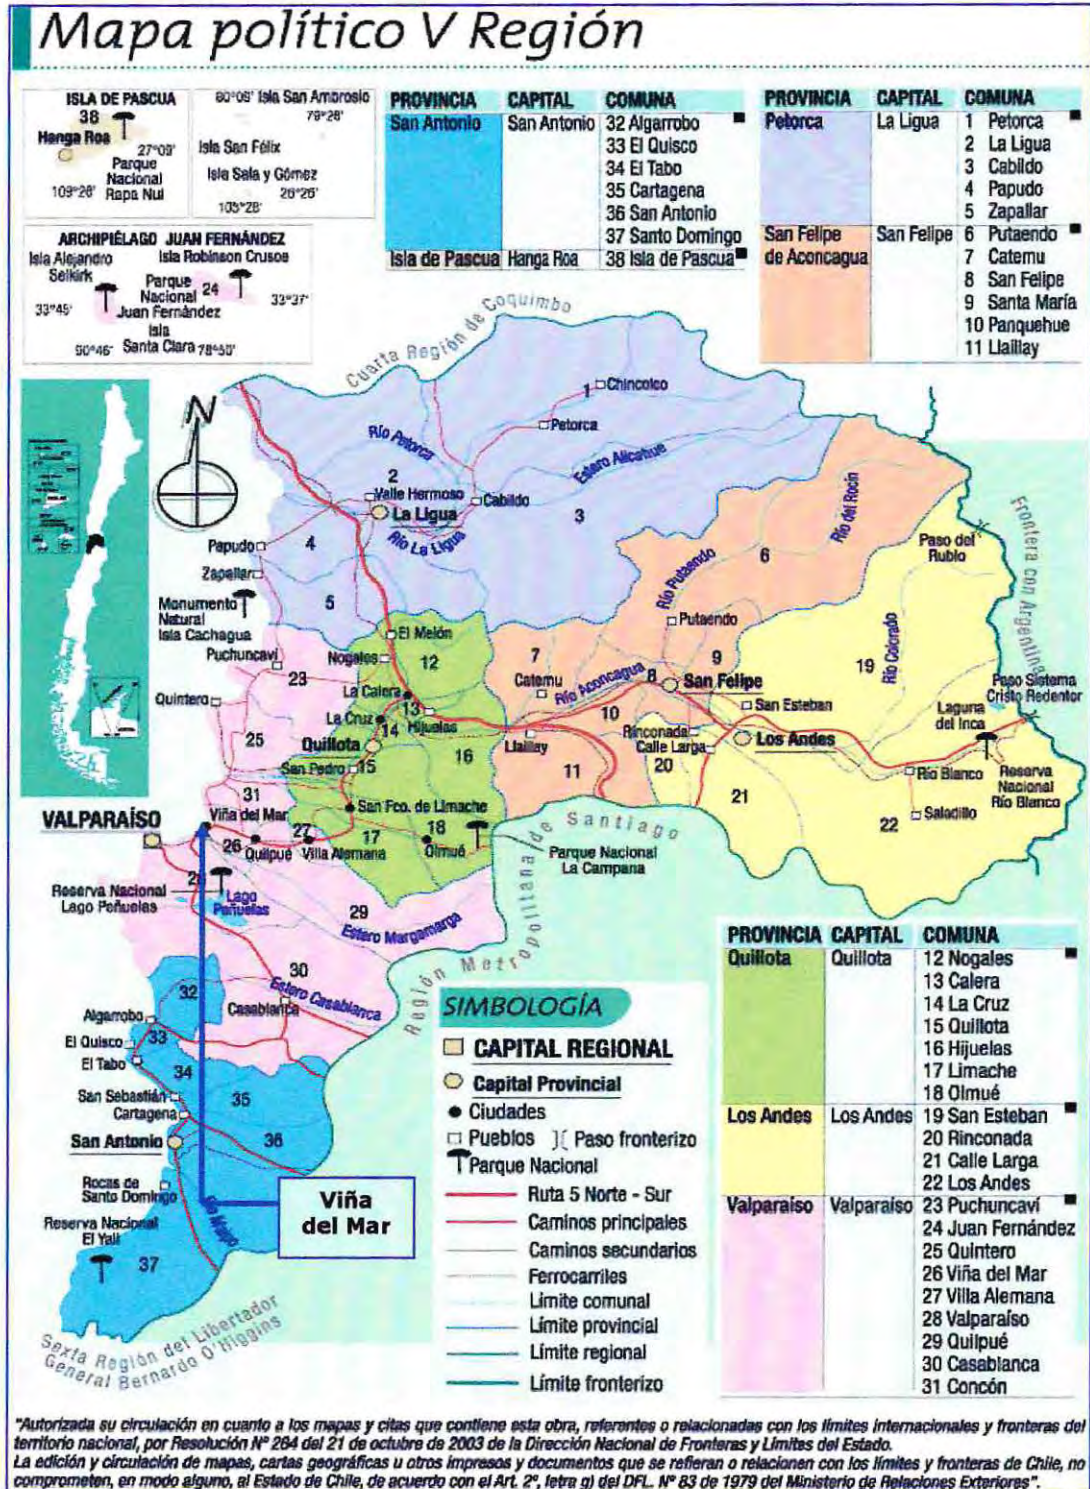 Mapa político V Región
ISLA DE PASCUA
38
Hanga Roa
27°09'
Parque
Nacional
Rapa Nui
109°26'
Isla San Ambrosio
79°26'
Isla San Félix
Isla Sala y Gómez
26°26'
105°28'
ARCHIPIÉLAGO JUAN FERNÁNDEZ
Isla Alejandro
Selkirk
Isla Robinson Crusoe
Parque
Nacional
24
Juan Fernández
33°45'
33°37'
Isla
Santa Clara
90°46'
PROVINCIA CAPITAL COMUNA
San Antonio San Antonio 32 Algarrobo
33 El Quisco
34 El Tabo
35 Cartagena
36 San Antonio
37 Santo Domingo
Isla de Pascua Hanga Roa 38 Isla de Pascua
PROVINCIA CAPITAL COMUNA
Petorca La Ligua 1 Petorca
2 La Ligua
3 Cabildo
4 Papudo
5 Zapallar
San Felipe San Felipe 6 Putaendo
de Aconcagua 7 Catemu
8 San Felipe
9 Santa María
10 Panquehue
11 Llaillay
Cuarta Región de Coquimbo
N
1
Chincolco
Petorca
Río Petorca
Estero Alicahue
2
Valle Hermoso
Cabildo
La Ligua
3
Río La Ligua
Río del Rocín
Paso del
Rubio
Frontera con Argentina
Papudo
4
6
Zapallar
5
Río Putaendo
Monumento
Natural
Isla Cachagua
Putaendo
Río Colorado
El Melón
Puchuncaví
Nogales
12
7
9
19
23
Catemu
Río Aconcagua
8
San Felipe
Paso Sistema
Cristo Redentor
Quintero
La Calera
San Esteban
Laguna
del Inca
13
La Cruz
14
Hijuelas
10
25
Quillota
Llaillay
Rinconada
Calle Larga
Los Andes
16
San Pedro
15
11
20
Río Blanco
Reserva
Nacional
Río Blanco
31
21
VALPARAÍSO
Viña del Mar
San Fco. de Limache
22
Saladillo
26
Quilpué
27
Villa Alemana
17
18
Olmué
Parque Nacional
La Campana
Reserva Nacional
Lago Peñuelas
28
Lago
Peñuelas
29
Estero Margamarga
Región Metropolitana de Santiago
30
Estero Casablanca
32
Casablanca
Algarrobo
El Quisco
33
El Tabo
34
San Sebastián
35
Cartagena
San Antonio
36
Rocas de
Santo Domingo
Río Maipo
Reserva Nacional
El Yali
37
Viña
del Mar
Sexta Región del Libertador
General Bernardo O'Higgins
SIMBOLOGÍA
CAPITAL REGIONAL
Capital Provincial
Ciudades
Pueblos
Paso fronterizo
Parque Nacional
Ruta 5 Norte - Sur
Caminos principales
Caminos secundarios
Ferrocarriles
Límite comunal
Límite provincial
Límite regional
Límite fronterizo
PROVINCIA CAPITAL COMUNA
Quillota Quillota 12 Nogales
13 Calera
14 La Cruz
15 Quillota
16 Hijuelas
17 Limache
18 Olmué
Los Andes Los Andes 19 San Esteban
20 Rinconada
21 Calle Larga
22 Los Andes
Valparaíso Valparaíso 23 Puchuncaví
24 Juan Fernández
25 Quintero
26 Viña del Mar
27 Villa Alemana
28 Valparaíso
29 Quilpué
30 Casablanca
31 Concón
"Autorizada su circulación en cuanto a los mapas y citas que contiene esta obra, referentes o relacionadas con los límites internacionales y fronteras del
territorio nacional, por Resolución N° 264 del 21 de octubre de 2003 de la Dirección Nacional de Fronteras y Límites del Estado.
La edición y circulación de mapas, cartas geográficas u otros impresos y documentos que se refieran o relacionen con los límites y fronteras de Chile, no
comprometen, en modo alguno, al Estado de Chile, de acuerdo con el Art. 2°, letra g) del DFL. N° 83 de 1979 del Ministerio de Relaciones Exteriores".